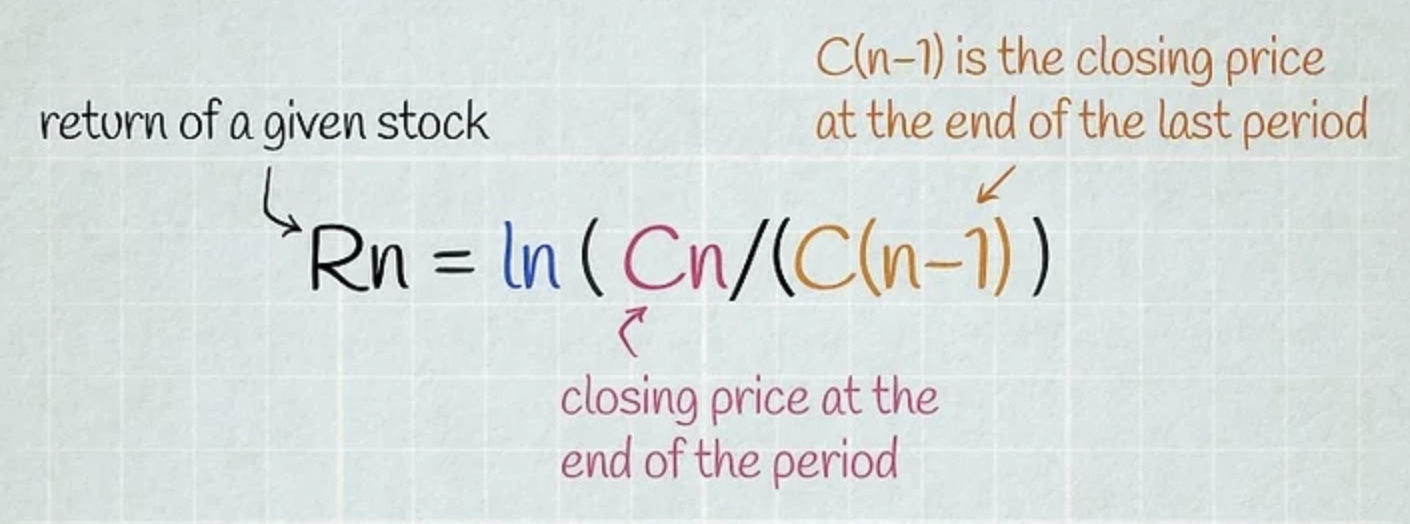 C(n-1) is the closing price
at the end of the last period
return of a given stock
Rn = ln ( Cn/(C(n-1) )
closing price at the
end of the period